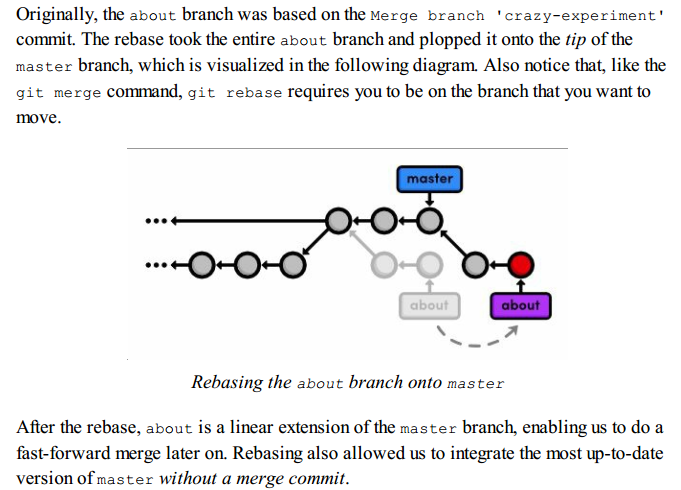 Originally, the about branch was based on the Merge branch 'crazy-experiment'
commit. The rebase took the entire about branch and plopped it onto the tip of the
master branch, which is visualized in the following diagram. Also notice that, like the
git merge command, git rebase requires you to be on the branch that you want to
move.
master
about
about
Rebasing the about branch onto master
After the rebase, about is a linear extension of the master branch, enabling us to do a
fast-forward merge later on. Rebasing also allowed us to integrate the most up-to-date
version of master without a merge commit.